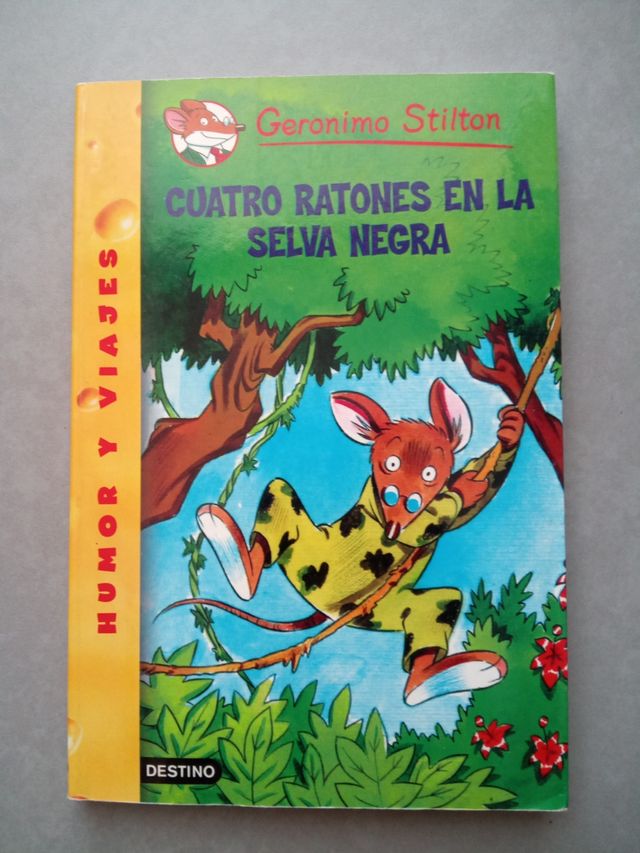 Geronimo Stilton
CUATRO RATONES EN LA
SELVA NEGRA
HUMOR Y VIAJES
DESTINO